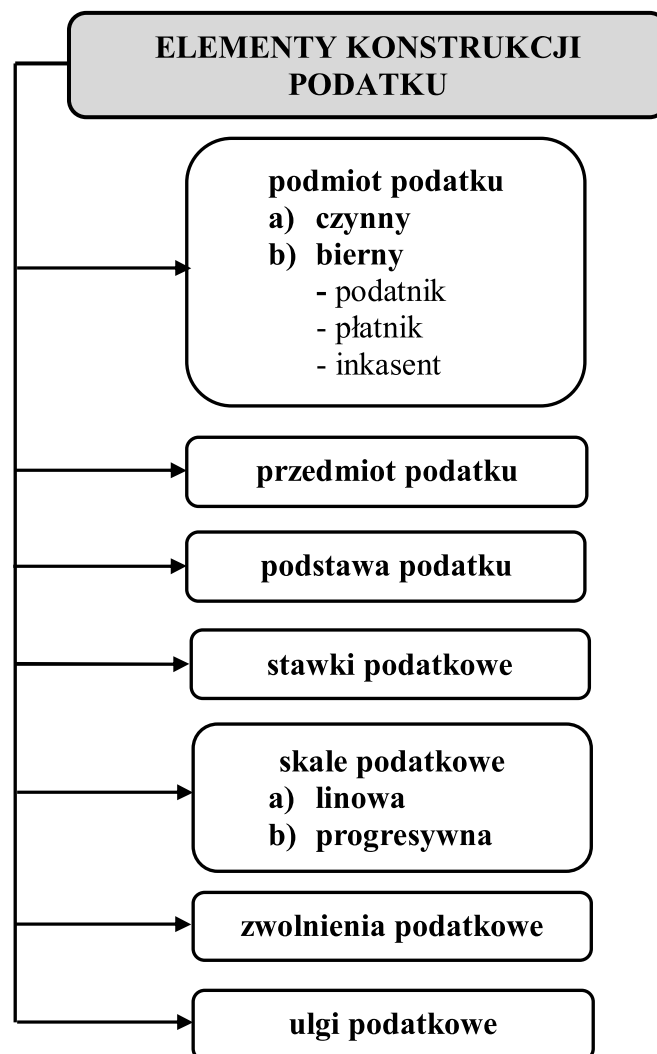 ELEMENTY KONSTRUKCJI
PODATKU
podmiot podatku
a) czynny
b) bierny
- podatnik
- płatnik
- inkasent
przedmiot podatku
podstawa podatku
stawki podatkowe
skale podatkowe
a) linowa
b) progresywna
zwolnienia podatkowe
ulgi podatkowe